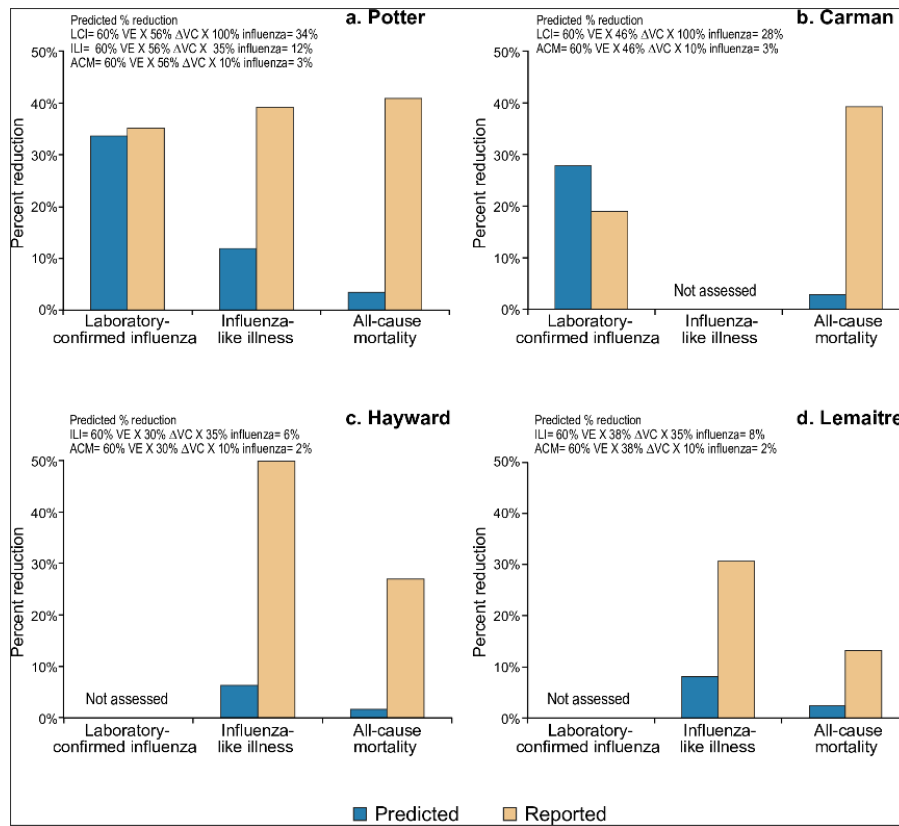 a. Potter
Predicted % reduction
LCI= 60% VE X 56% ΔVC X 100% influenza= 34%
ILI= 60% VE X 56% ΔVC X 35% influenza= 12%
ACM= 60% VE X 56% ΔVC X 10% influenza= 3%
Percent reduction
50%
40%
30%
20%
10%
0%
Laboratory-
confirmed influenza
Influenza-
like illness
All-cause
mortality
b. Carman
Predicted % reduction
LCI= 60% VE X 46% ΔVC X 100% influenza= 28%
ACM= 60% VE X 46% ΔVC X 10% influenza= 3%
Percent reduction
50%
40%
30%
20%
10%
0%
Not assessed
Laboratory-
confirmed influenza
Influenza-
like illness
All-cause
mortality
c. Hayward
Predicted % reduction
ILI= 60% VE X 30% ΔVC X 35% influenza= 6%
ACM= 60% VE X 30% ΔVC X 10% influenza= 2%
Percent reduction
50%
40%
30%
20%
10%
0%
Not assessed
Laboratory-
confirmed influenza
Influenza-
like illness
All-cause
mortality
d. Lemaitre
Predicted % reduction
ILI= 60% VE X 38% ΔVC X 35% influenza= 8%
ACM= 60% VE X 38% ΔVC X 10% influenza= 2%
Percent reduction
50%
40%
30%
20%
10%
0%
Not assessed
Laboratory-
confirmed influenza
Influenza-
like illness
All-cause
mortality
Predicted
Reported